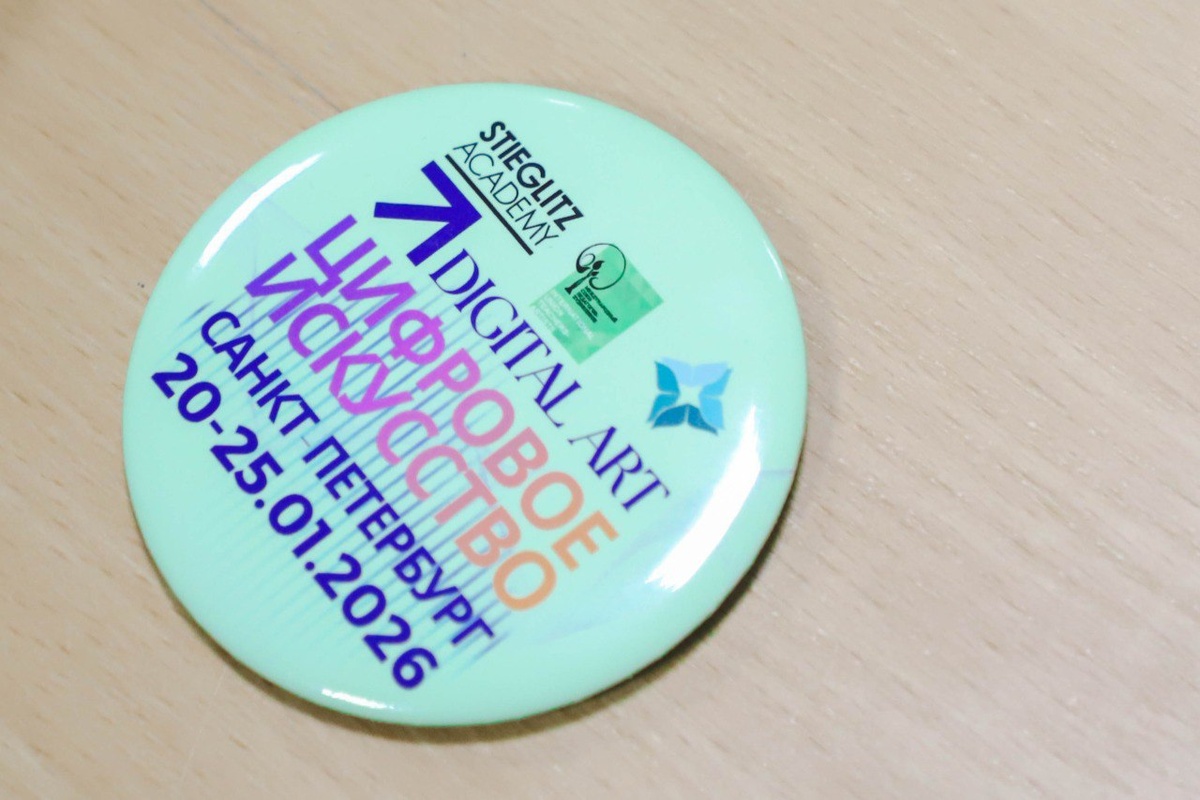 STIEGLITZ
ACADEMY
DIGITAL ART
ЦИФРОВОЕ
ИСКУССТВО
САНКТ-ПЕТЕРБУРГ
20-25.01.2026